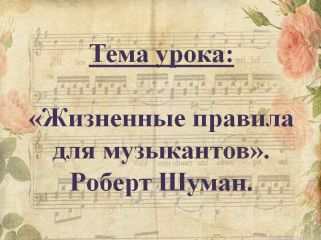 Тема урока:
«Жизненные правила
для музыкантов».
Роберт Шуман.